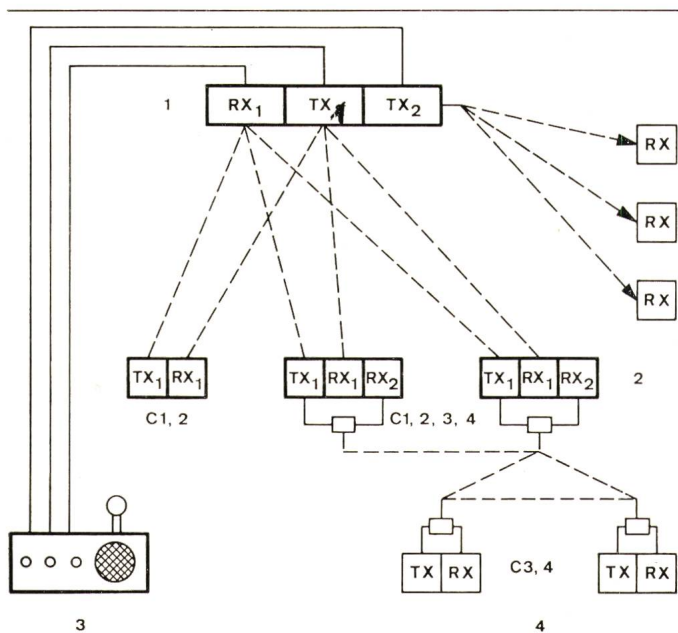 1 RX₁ TX₁ TX₂
RX
RX
RX
TX₁ RX₁ TX₁ RX₁ RX₂ TX₁ RX₁ RX₂ 2
C1, 2 C1, 2, 3, 4
TX RX C3, 4 TX RX
3 4